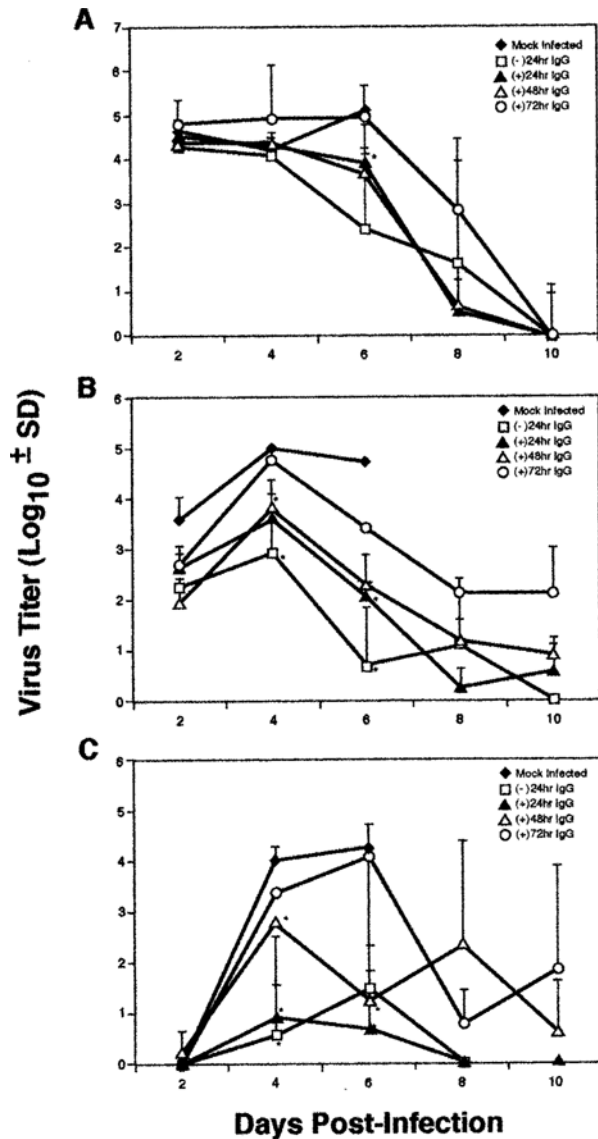 A
7
6
5
4
3
2
1
0
◆ Mock Infected
□ (-)24hr IgG
▲ (+)24hr IgG
△ (+)48hr IgG
○ (+)72hr IgG
*
2 4 6 8 10
B
6
5
4
3
2
1
0
◆ Mock Infected
□ (-)24hr IgG
▲ (+)24hr IgG
△ (+)48hr IgG
○ (+)72hr IgG
*
*
*
*
2 4 6 8 10
Virus Titer (Log10 ± SD)
C
6
5
4
3
2
1
0
◆ Mock Infected
□ (-)24hr IgG
▲ (+)24hr IgG
△ (+)48hr IgG
○ (+)72hr IgG
*
*
*
*
2 4 6 8 10
Days Post-Infection